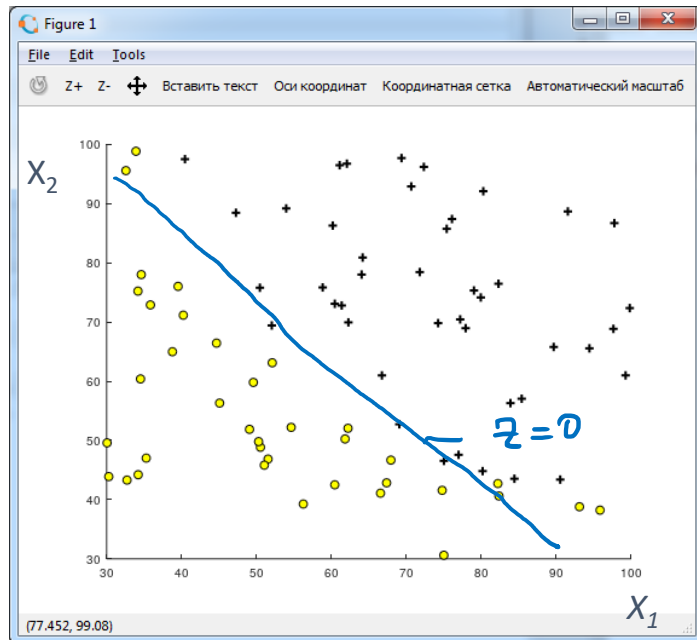 Figure 1
File Edit Tools
Z+ Z- Вставить текст Оси координат Координатная сетка Автоматический масштаб
X2
100
90
80
70
60
50
40
30
z = 0
30 40 50 60 70 80 90 100
X1
(77.452, 99.08)